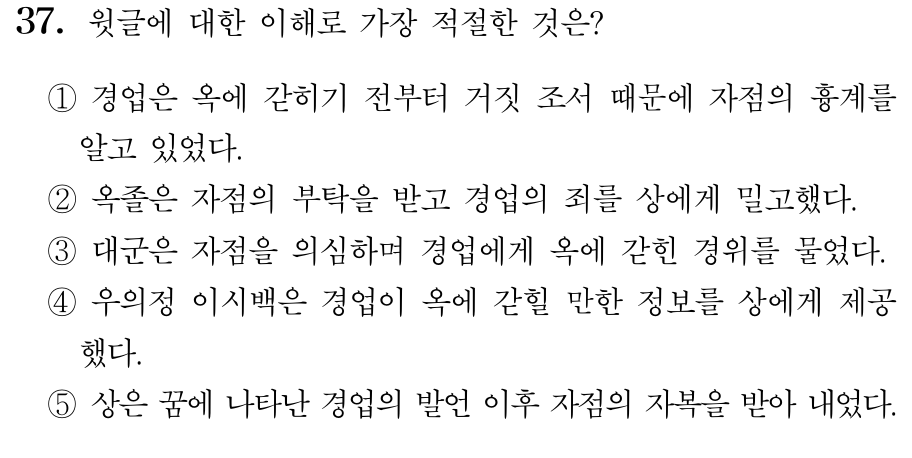 37. 윗글에 대한 이해로 가장 적절한 것은?
① 경업은 옥에 갇히기 전부터 거짓 조서 때문에 자점의 흉계를
알고 있었다.
② 옥졸은 자점의 부탁을 받고 경업의 죄를 상에게 밀고했다.
③ 대군은 자점을 의심하며 경업에게 옥에 갇힌 경위를 물었다.
④ 우의정 이시백은 경업이 옥에 갇힐 만한 정보를 상에게 제공
했다.
⑤ 상은 꿈에 나타난 경업의 발언 이후 자점의 자복을 받아 내었다.